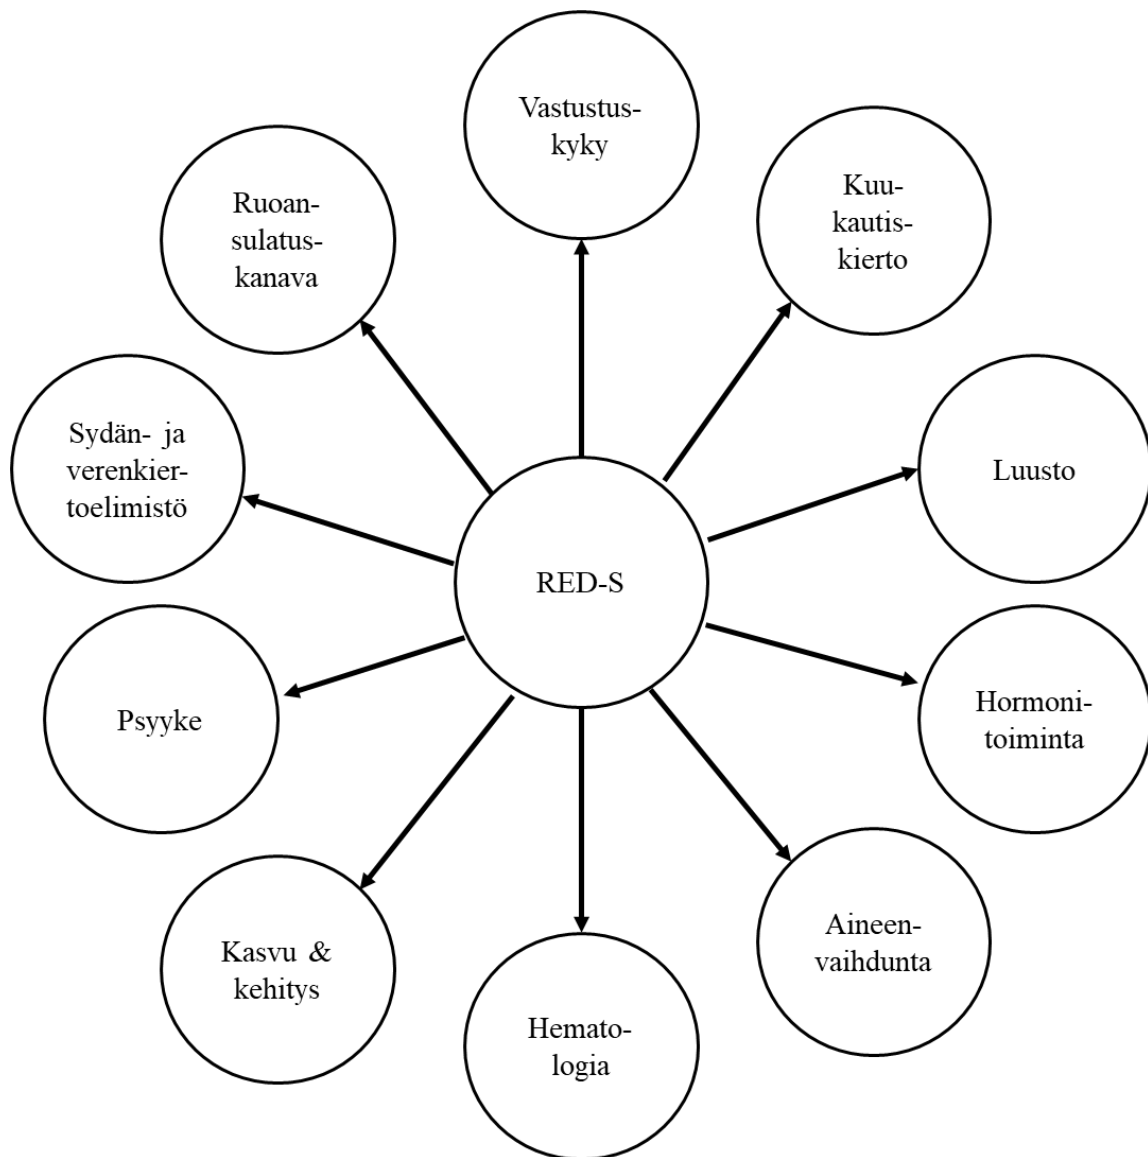 Vastustus-
kyky
Kuu-
kautis-
kierto
Luusto
Hormoni-
toiminta
Aineen-
vaihdunta
Hemato-
logia
Kasvu &
kehitys
Psyyke
Sydän- ja
verenkier-
toelimistö
Ruoan-
sulatus-
kanava
RED-S